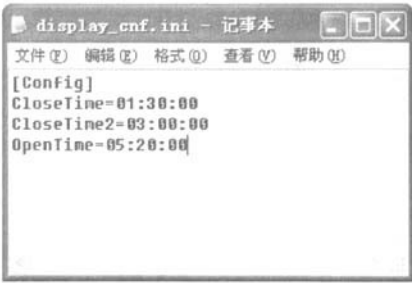 display_cnf.ini - 记事本
文件(F) 编辑(E) 格式(O) 查看(V) 帮助(H)
[Config]
CloseTime=01:30:00
CloseTime2=03:00:00
OpenTime=05:20:00